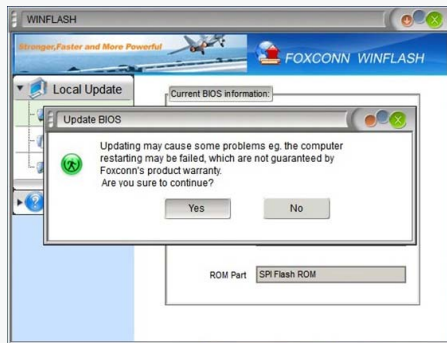 WINFLASH
Stronger,Faster and More Powerful
FOXCONN WINFLASH
Local Update
Current BIOS information:
Update BIOS
Updating may cause some problems eg. the computer
restarting may be failed, which are not guaranteed by
Foxconn's product warranty.
Are you sure to continue?
Yes
No
ROM Part
SPI Flash ROM